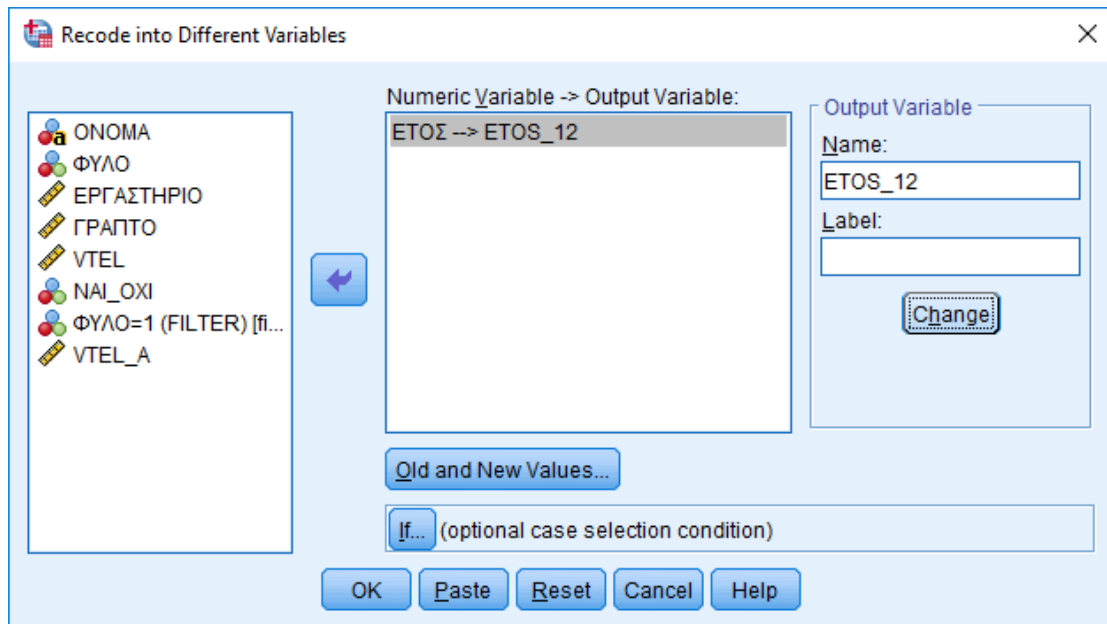 Recode into Different Variables
ΟΝΟΜΑ
ΦΥΛΟ
ΕΡΓΑΣΤΗΡΙΟ
ΓΡΑΠΤΟ
VTEL
ΝΑΙ_ΟΧΙ
ΦΥΛΟ=1 (FILTER) [fi...
VTEL_A
Numeric Variable -> Output Variable:
ΕΤΟΣ --> ETOS_12
Output Variable
Name:
ETOS_12
Label:
Change
Old and New Values...
If... (optional case selection condition)
OK Paste Reset Cancel Help